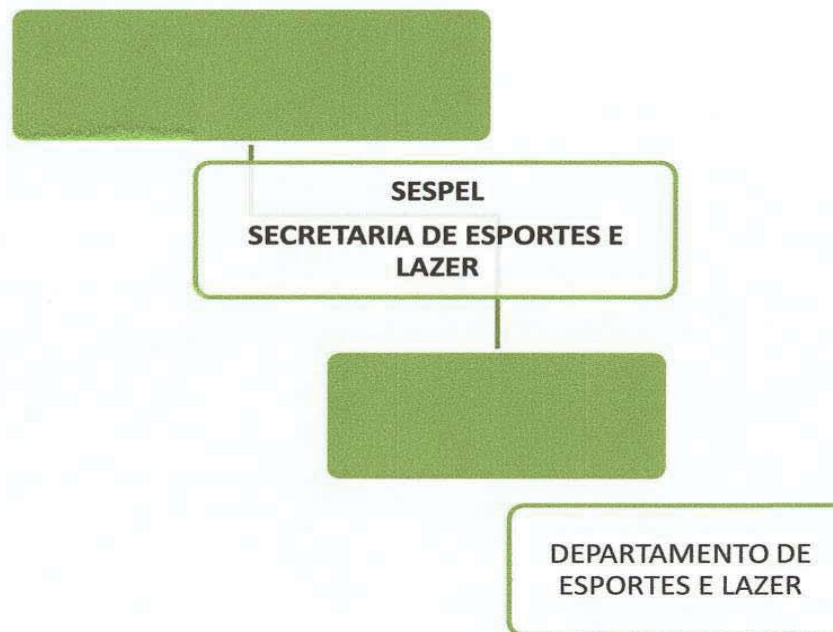 SESPEL
SECRETARIA DE ESPORTES E
LAZER
DEPARTAMENTO DE
ESPORTES E LAZER